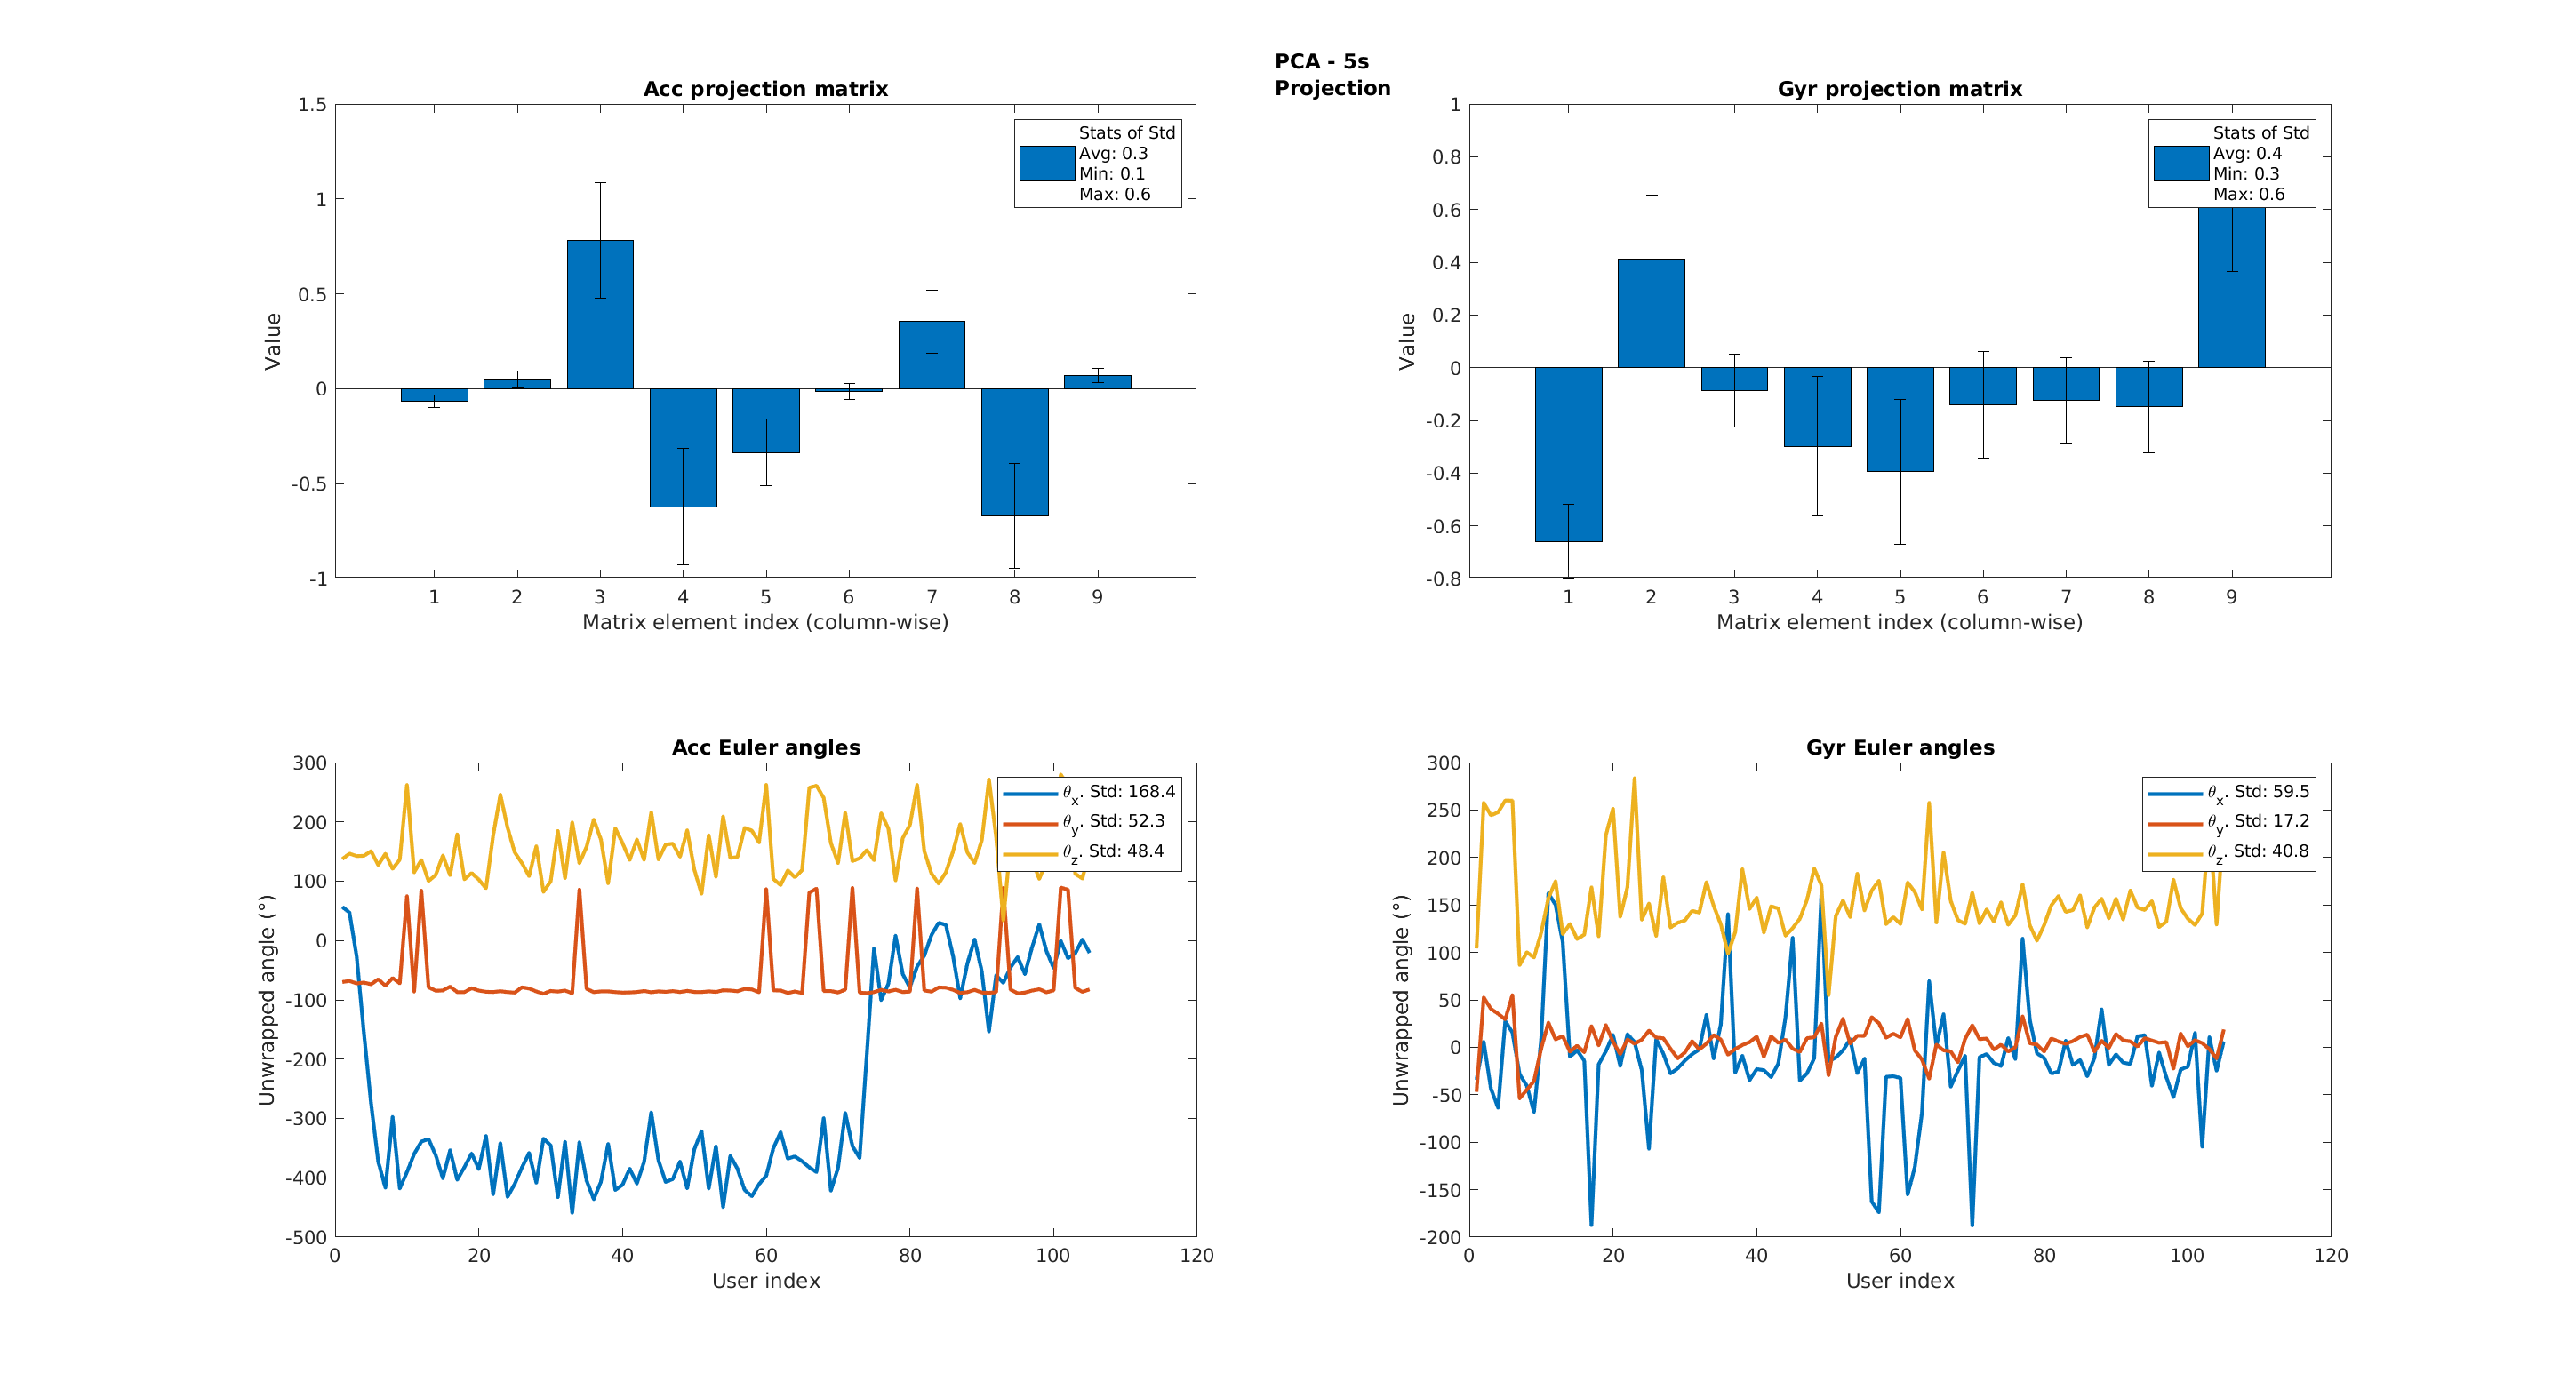 PCA - 5s
Projection
Acc projection matrix
1.5
1
0.5
0
-0.5
-1
Value
1 2 3 4 5 6 7 8 9
Matrix element index (column-wise)
Stats of Std
Avg: 0.3
Min: 0.1
Max: 0.6
Gyr projection matrix
1
0.8
0.6
0.4
0.2
0
-0.2
-0.4
-0.6
-0.8
Value
1 2 3 4 5 6 7 8 9
Matrix element index (column-wise)
Stats of Std
Avg: 0.4
Min: 0.3
Max: 0.6
Acc Euler angles
300
200
100
0
-100
-200
-300
-400
-500
Unwrapped angle (°)
0 20 40 60 80 100 120
User index
θx. Std: 168.4
θy. Std: 52.3
θz. Std: 48.4
Gyr Euler angles
300
250
200
150
100
50
0
-50
-100
-150
-200
Unwrapped angle (°)
0 20 40 60 80 100 120
User index
θx. Std: 59.5
θy. Std: 17.2
θz. Std: 40.8